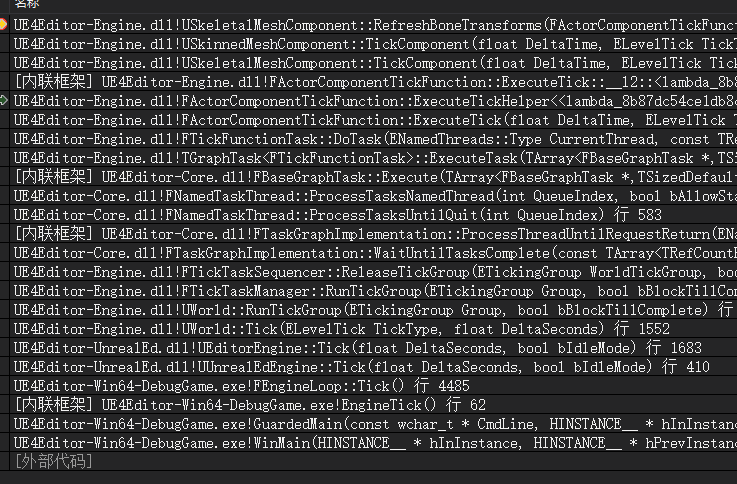 名称
UE4Editor-Engine.dll!USkeletalMeshComponent::RefreshBoneTransforms(FActorComponentTickFunct
UE4Editor-Engine.dll!USkinnedMeshComponent::TickComponent(float DeltaTime, ELevelTick TickT
UE4Editor-Engine.dll!USkeletalMeshComponent::TickComponent(float DeltaTime, ELevelTick Tick
[内联框架] UE4Editor-Engine.dll!FActorComponentTickFunction::ExecuteTick::__l2::<lambda_8b8
UE4Editor-Engine.dll!FActorComponentTickFunction::ExecuteTickHelper<<lambda_8b87dc54ce1db8c
UE4Editor-Engine.dll!FActorComponentTickFunction::ExecuteTick(float DeltaTime, ELevelTick T
UE4Editor-Engine.dll!FTickFunctionTask::DoTask(ENamedThreads::Type CurrentThread, const TRe
UE4Editor-Engine.dll!TGraphTask<FTickFunctionTask>::ExecuteTask(TArray<FBaseGraphTask *,TSi
[内联框架] UE4Editor-Core.dll!FBaseGraphTask::Execute(TArray<FBaseGraphTask *,TSizedDefault
UE4Editor-Core.dll!FNamedTaskThread::ProcessTasksNamedThread(int QueueIndex, bool bAllowSta
UE4Editor-Core.dll!FNamedTaskThread::ProcessTasksUntilQuit(int QueueIndex) 行 583
[内联框架] UE4Editor-Core.dll!FTaskGraphImplementation::ProcessThreadUntilRequestReturn(ENa
UE4Editor-Core.dll!FTaskGraphImplementation::WaitUntilTasksComplete(const TArray<TRefCountP
UE4Editor-Engine.dll!FTickTaskSequencer::ReleaseTickGroup(ETickingGroup WorldTickGroup, boo
UE4Editor-Engine.dll!FTickTaskManager::RunTickGroup(ETickingGroup Group, bool bBlockTillCom
UE4Editor-Engine.dll!UWorld::RunTickGroup(ETickingGroup Group, bool bBlockTillComplete) 行
UE4Editor-Engine.dll!UWorld::Tick(ELevelTick TickType, float DeltaSeconds) 行 1552
UE4Editor-UnrealEd.dll!UEditorEngine::Tick(float DeltaSeconds, bool bIdleMode) 行 1683
UE4Editor-UnrealEd.dll!UUnrealEdEngine::Tick(float DeltaSeconds, bool bIdleMode) 行 410
UE4Editor-Win64-DebugGame.exe!FEngineLoop::Tick() 行 4485
[内联框架] UE4Editor-Win64-DebugGame.exe!EngineTick() 行 62
UE4Editor-Win64-DebugGame.exe!GuardedMain(const wchar_t * CmdLine, HINSTANCE__ * hInInstanc
UE4Editor-Win64-DebugGame.exe!WinMain(HINSTANCE__ * hInInstance, HINSTANCE__ * hPrevInstanc
[外部代码]